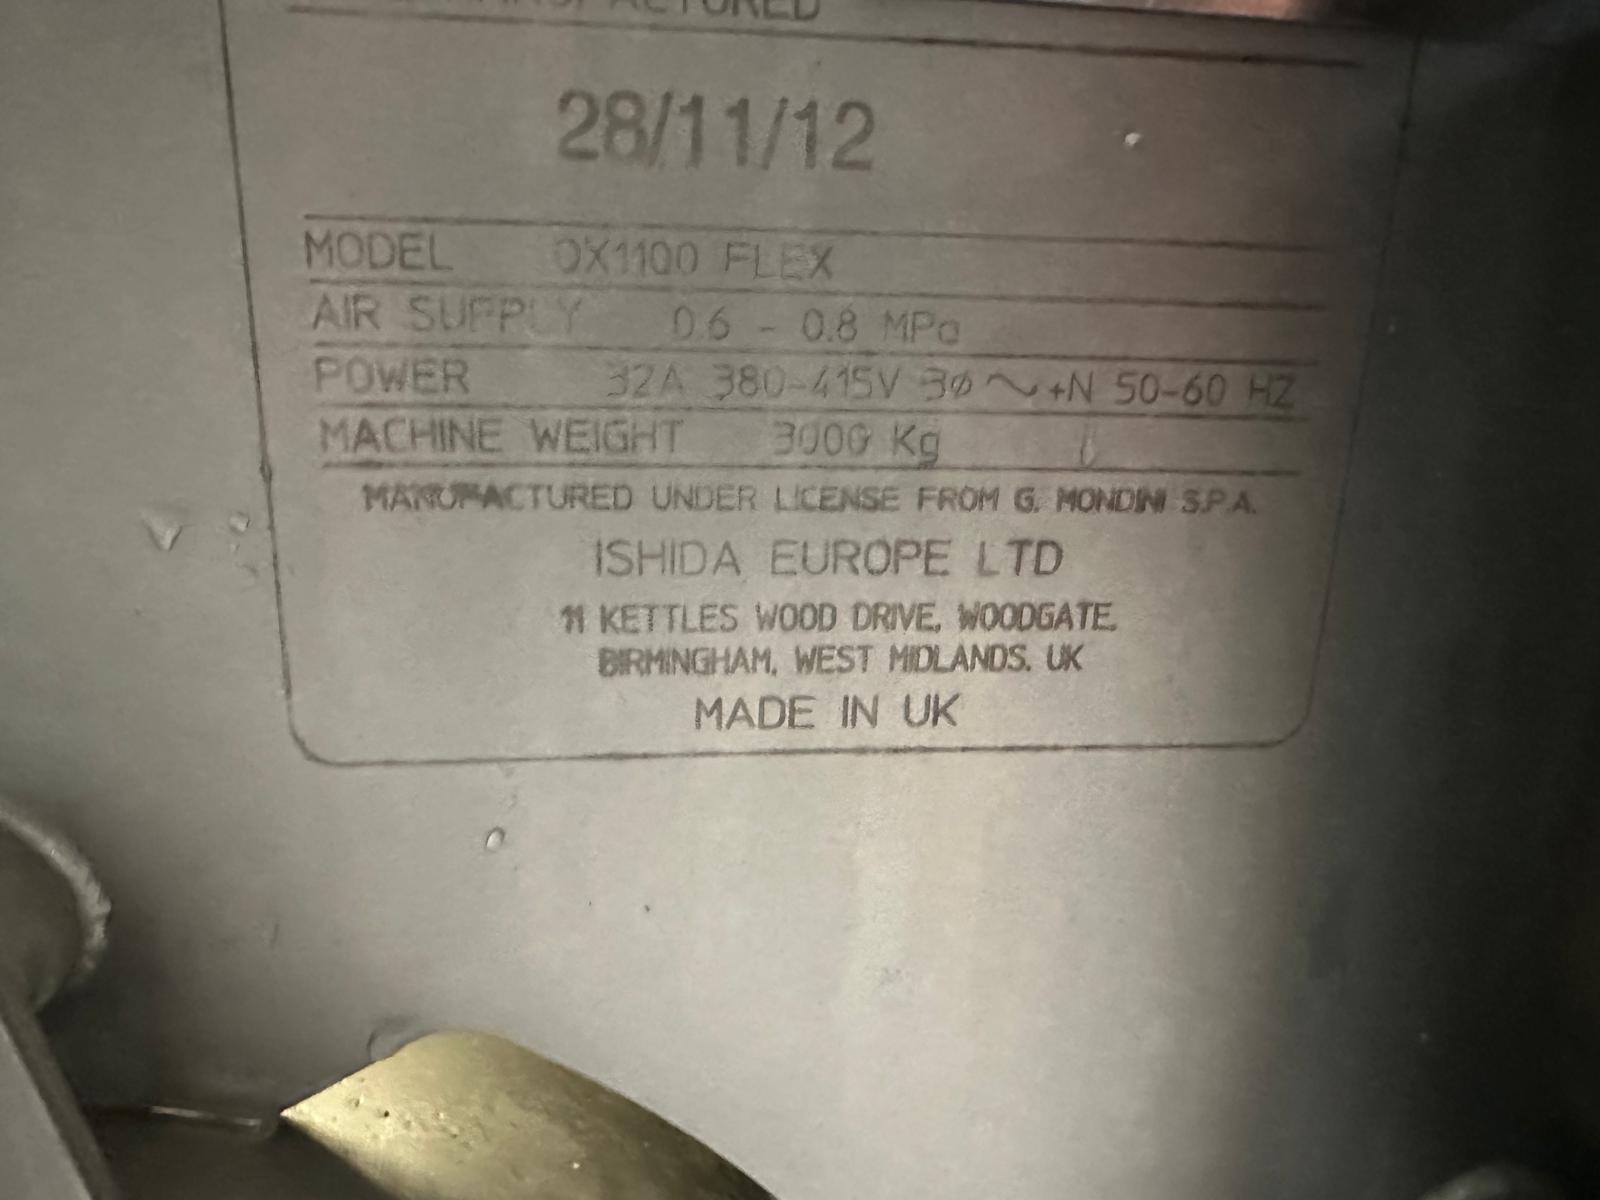 MANUFACTURED
28/11/12
MODEL QX1100 FLEX
AIR SUPPLY 0.6 - 0.8 MPa
POWER 32A 380-415V 3ø ~ +N 50-60 HZ
MACHINE WEIGHT 3000 Kg
MANUFACTURED UNDER LICENSE FROM G. MONDINI S.P.A.
ISHIDA EUROPE LTD
11 KETTLES WOOD DRIVE, WOODGATE,
BIRMINGHAM, WEST MIDLANDS. UK
MADE IN UK